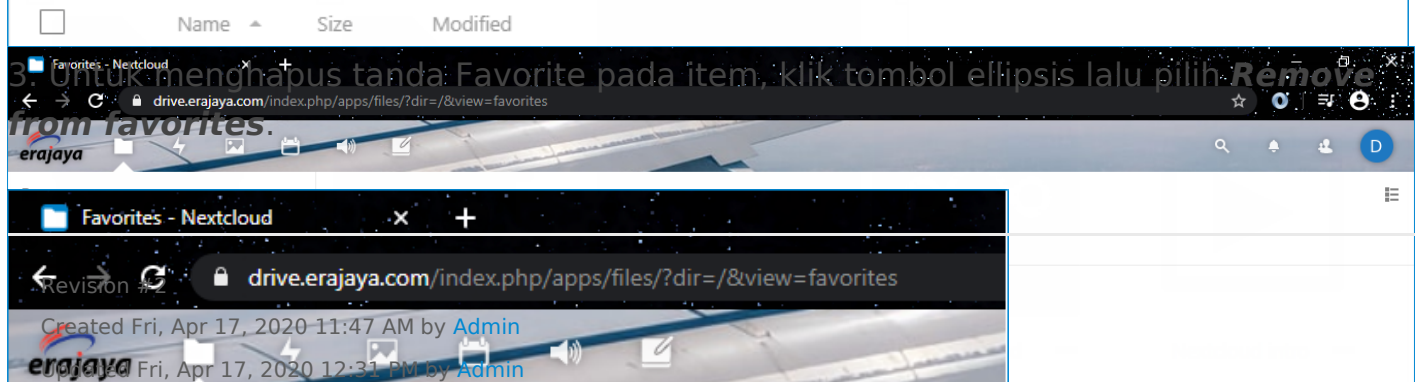 Name Size Modified
Favorites - Nextcloud
3. Untuk menghapus tanda Favorite pada item, klik tombol ellipsis lalu pilih Remove
drive.erajaya.com/index.php/apps/files/?dir=/&view=favorites
from favorites.
erajaya
D
Favorites - Nextcloud
drive.erajaya.com/index.php/apps/files/?dir=/&view=favorites
Revision #2
Created Fri, Apr 17, 2020 11:47 AM by Admin
erajaya
Updated Fri, Apr 17, 2020 12:31 PM by Admin